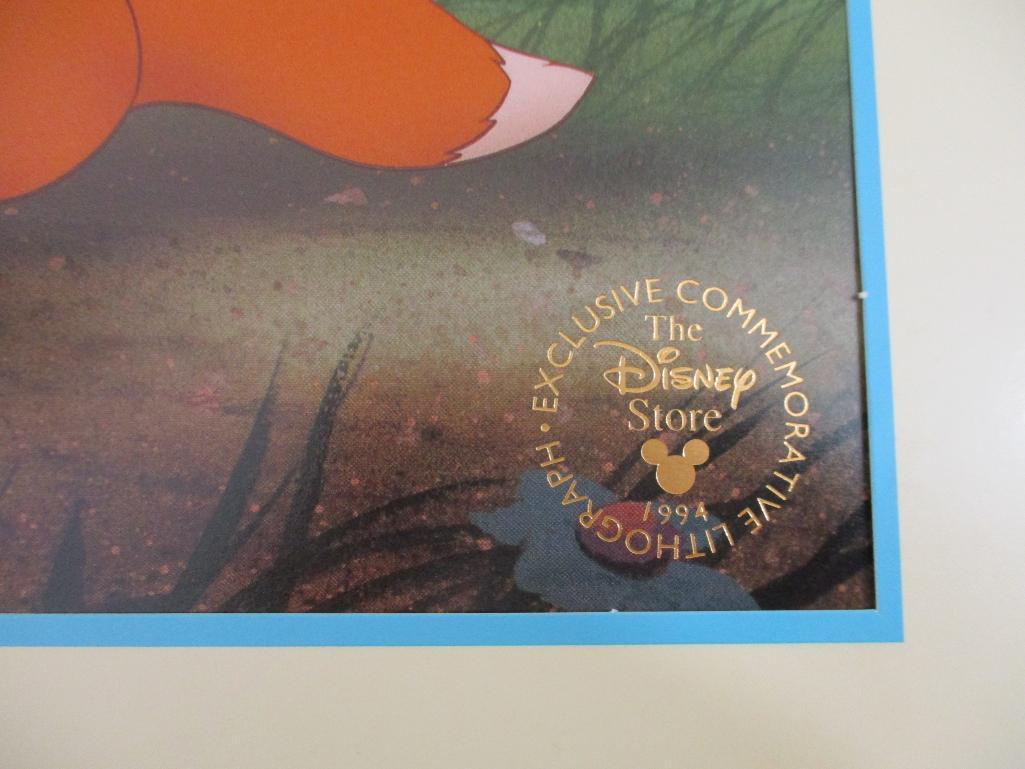 • EXCLUSIVE COMMEMORATIVE LITHOGRAPH
The
Disney
Store
1994